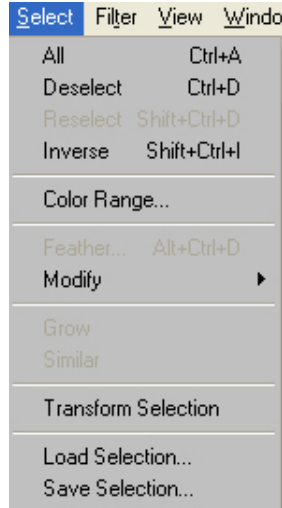 Select Filter View Windo
All Ctrl+A
Deselect Ctrl+D
Reselect Shift+Ctrl+D
Inverse Shift+Ctrl+I
Color Range...
Feather... Alt+Ctrl+D
Modify
Grow
Similar
Transform Selection
Load Selection...
Save Selection...